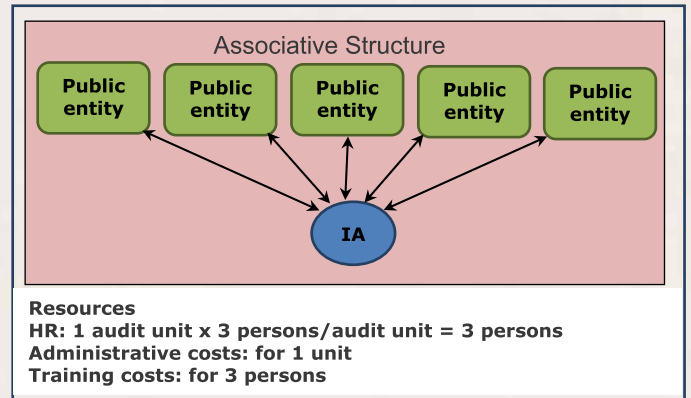 Associative Structure
Public
entity
Public
entity
Public
entity
Public
entity
Public
entity
IA
Resources
HR: 1 audit unit x 3 persons/audit unit = 3 persons
Administrative costs: for 1 unit
Training costs: for 3 persons